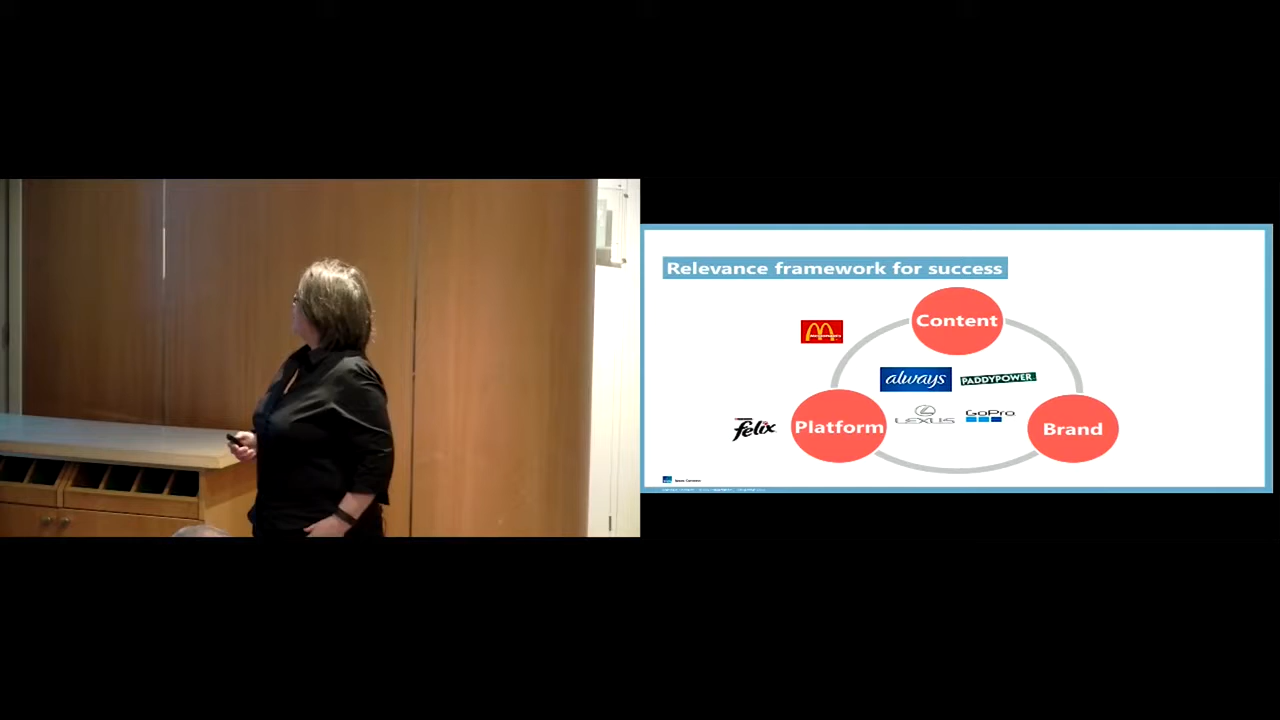 Relevance framework for success
Content
always
PADDYPOWER.
felix
Platform
LEXUS
GoPro
Brand